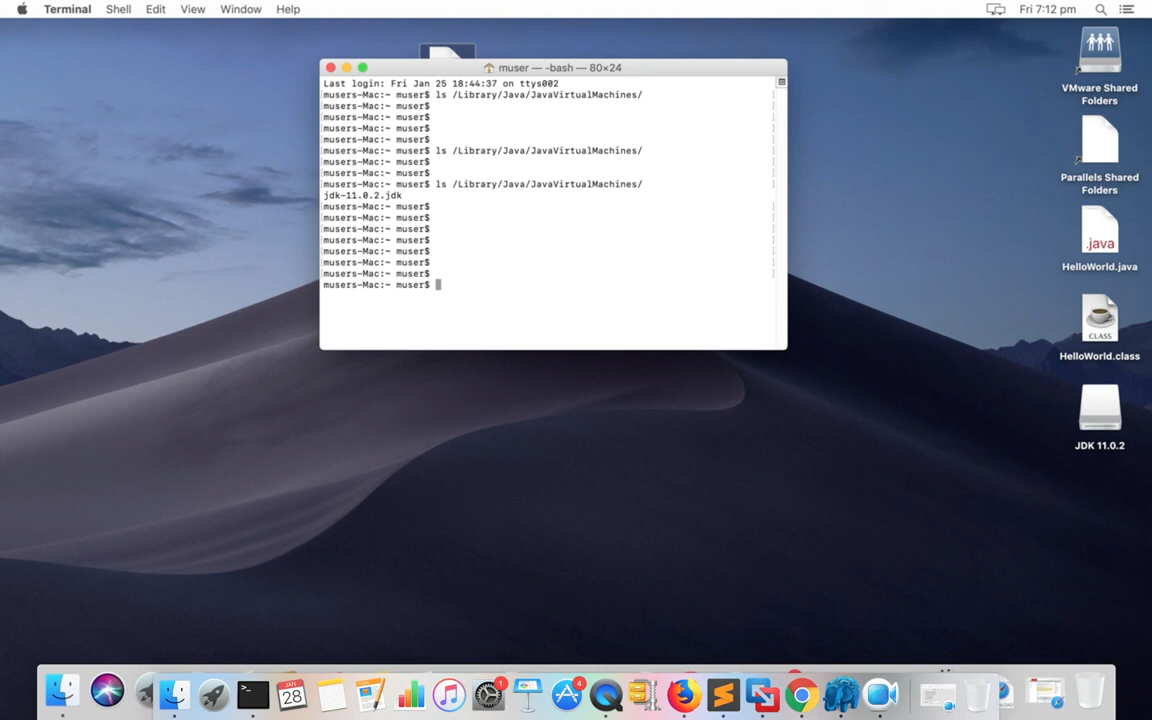 Terminal Shell Edit View Window Help Fri 7:12 pm
muser — -bash — 80×24
Last login: Fri Jan 25 18:44:37 on ttys002
musers-Mac:~ muser$ ls /Library/Java/JavaVirtualMachines/
musers-Mac:~ muser$
musers-Mac:~ muser$
musers-Mac:~ muser$
musers-Mac:~ muser$
musers-Mac:~ muser$ ls /Library/Java/JavaVirtualMachines/
musers-Mac:~ muser$
musers-Mac:~ muser$
musers-Mac:~ muser$ ls /Library/Java/JavaVirtualMachines/
jdk-11.0.2.jdk
musers-Mac:~ muser$
musers-Mac:~ muser$
musers-Mac:~ muser$
musers-Mac:~ muser$
musers-Mac:~ muser$
musers-Mac:~ muser$
musers-Mac:~ muser$
musers-Mac:~ muser$
VMware Shared
Folders
Parallels Shared
Folders
.java
HelloWorld.java
CLASS
HelloWorld.class
JDK 11.0.2
JAN
28
1
4